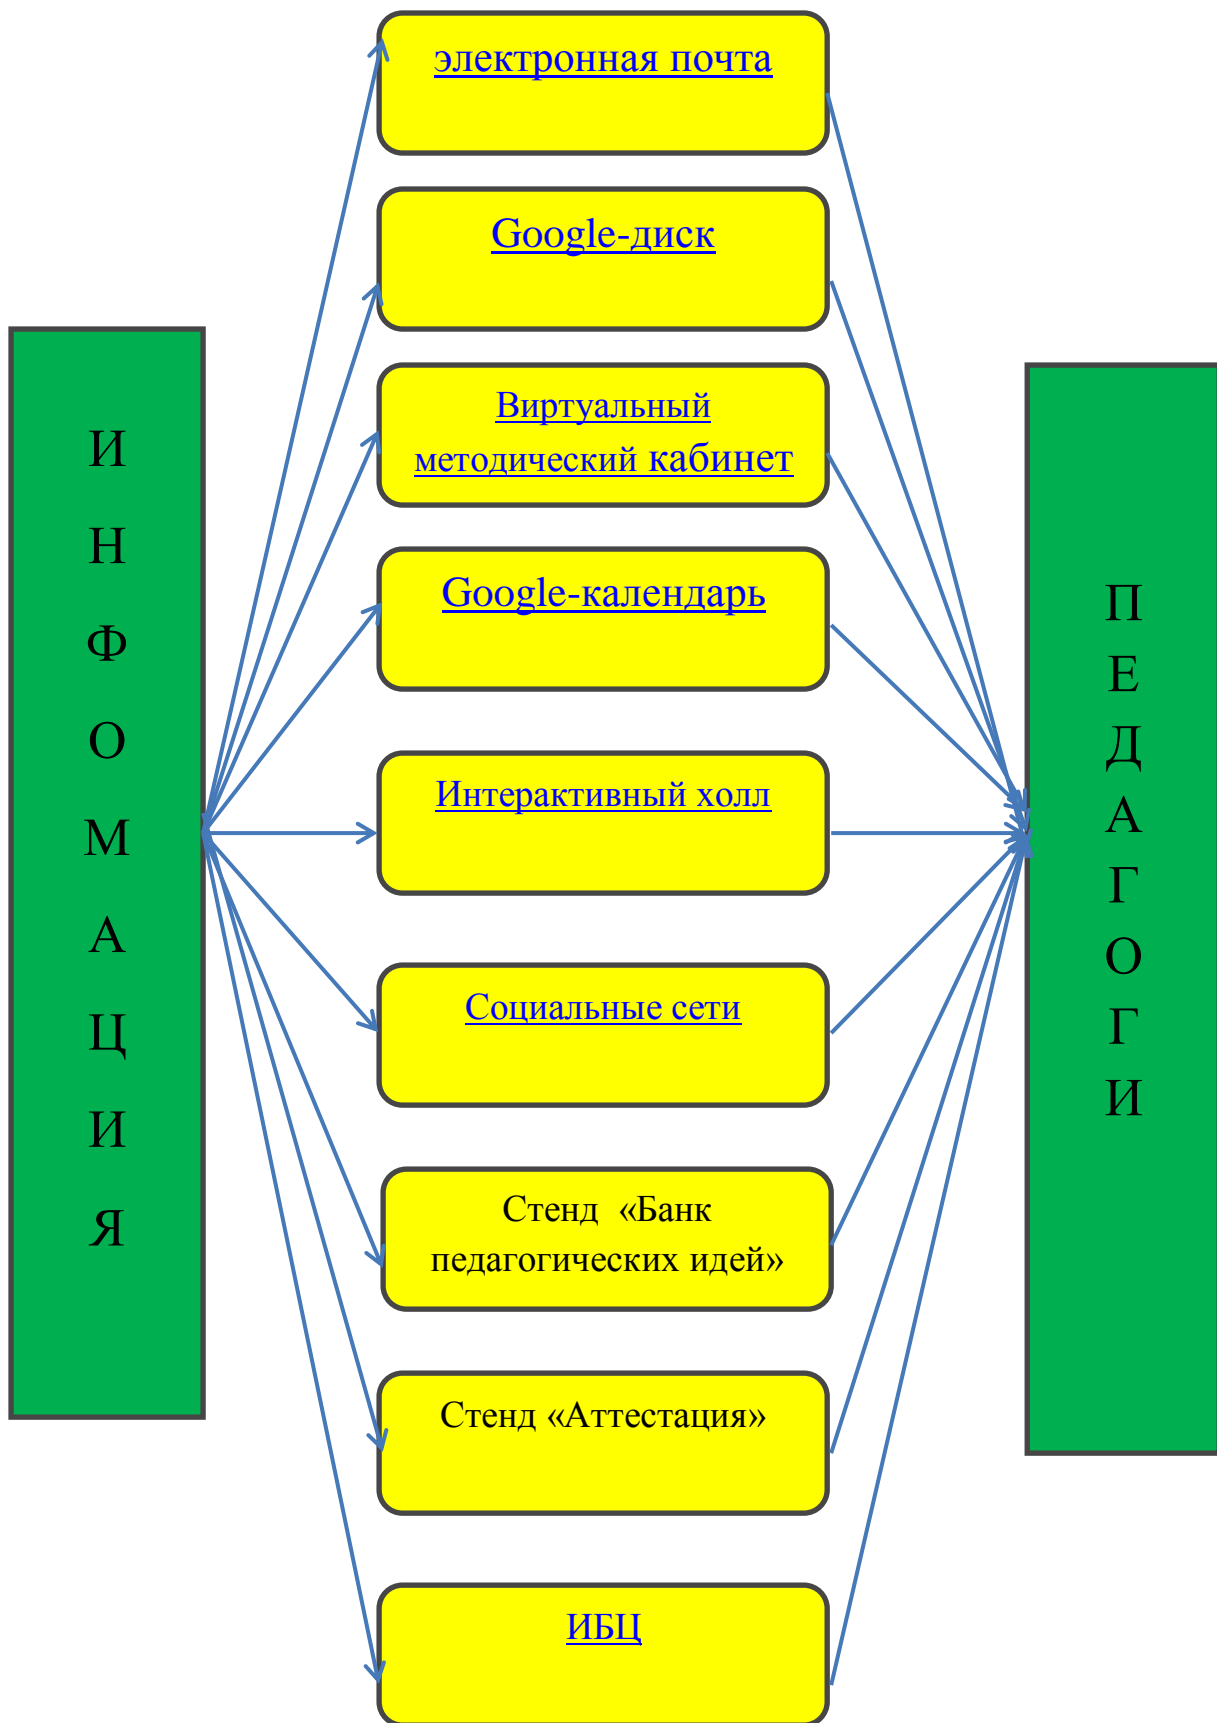 И
Н
Ф
О
М
А
Ц
И
Я
электронная почта
Google-диск
Виртуальный
методический кабинет
Google-календарь
Интерактивный холл
Социальные сети
Стенд «Банк
педагогических идей»
Стенд «Аттестация»
ИБЦ
П
Е
Д
А
Г
О
Г
И